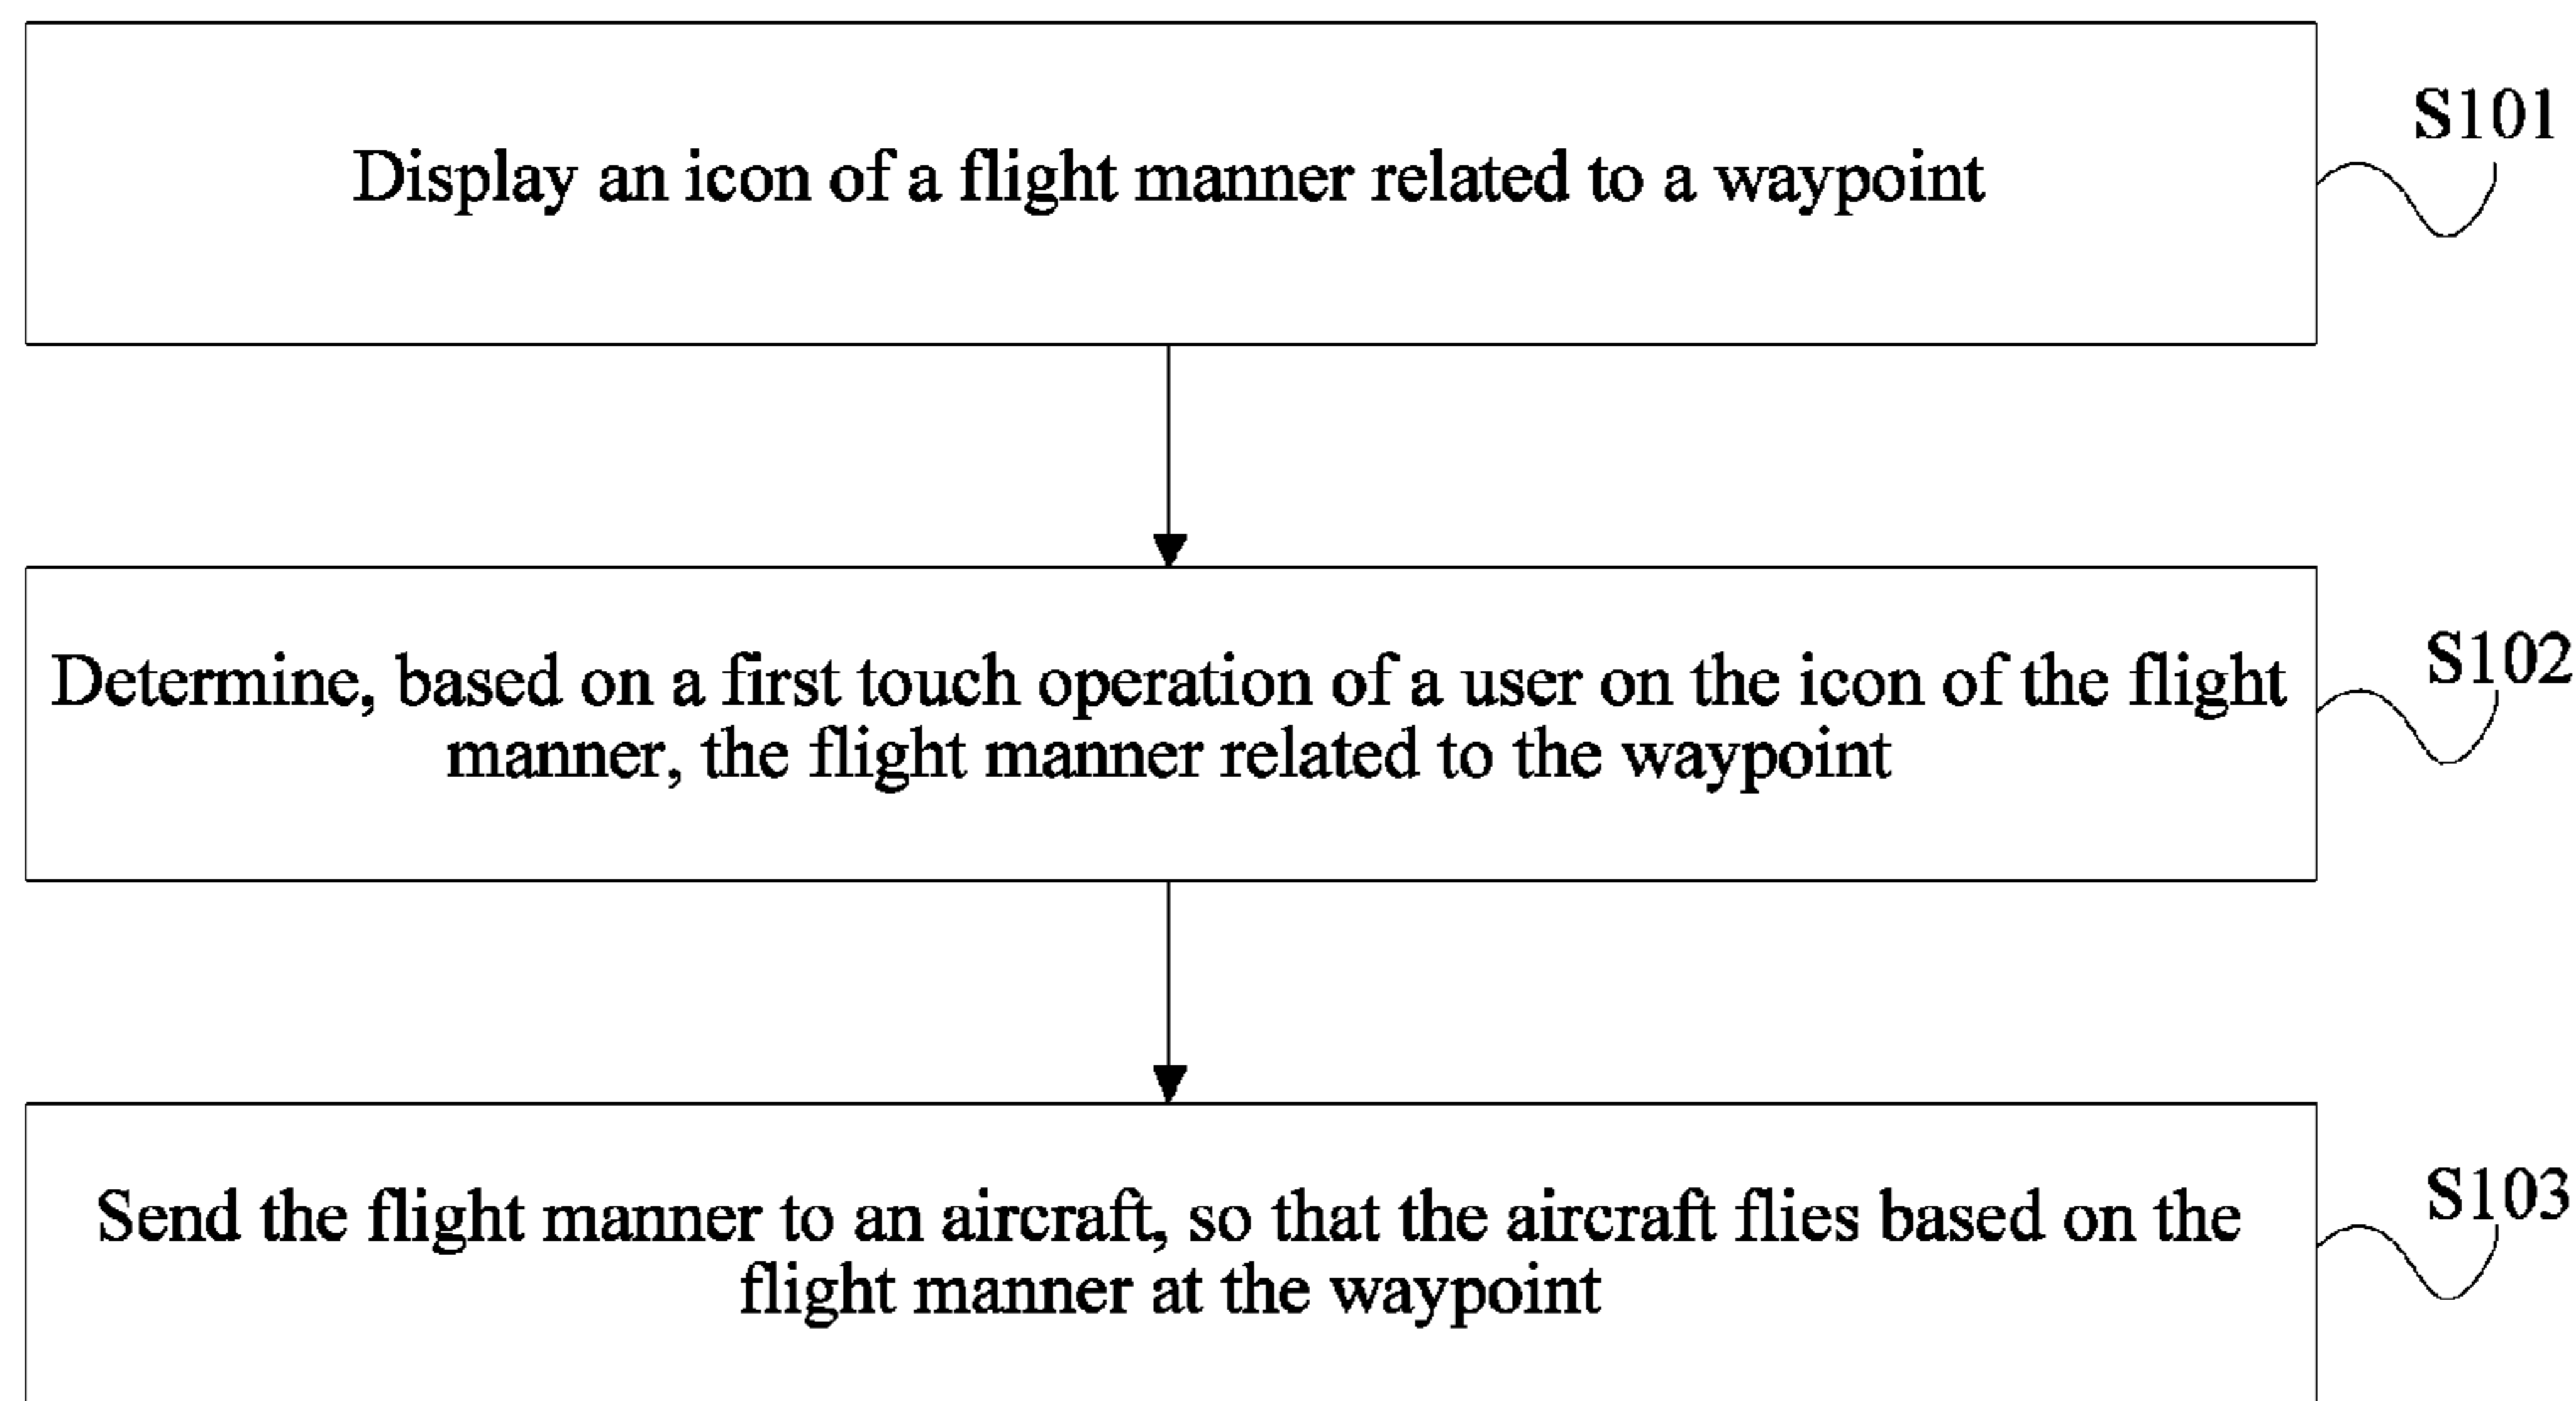 Display an icon of a flight manner related to a waypoint
S101
Determine, based on a first touch operation of a user on the icon of the flight
manner, the flight manner related to the waypoint
S102
Send the flight manner to an aircraft, so that the aircraft flies based on the
flight manner at the waypoint
S103